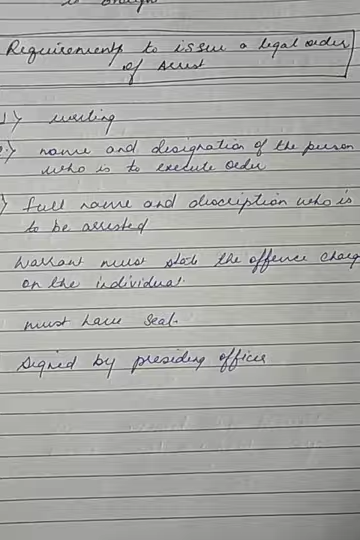 is enough
Requirements to issue a legal order
of Arrest
1) writing
2.) name and designation of the person
who is to execute order
) full name and description who is
to be arrested
warrant must state the offence charg
on the individual.
must have seal.
signed by presiding officer